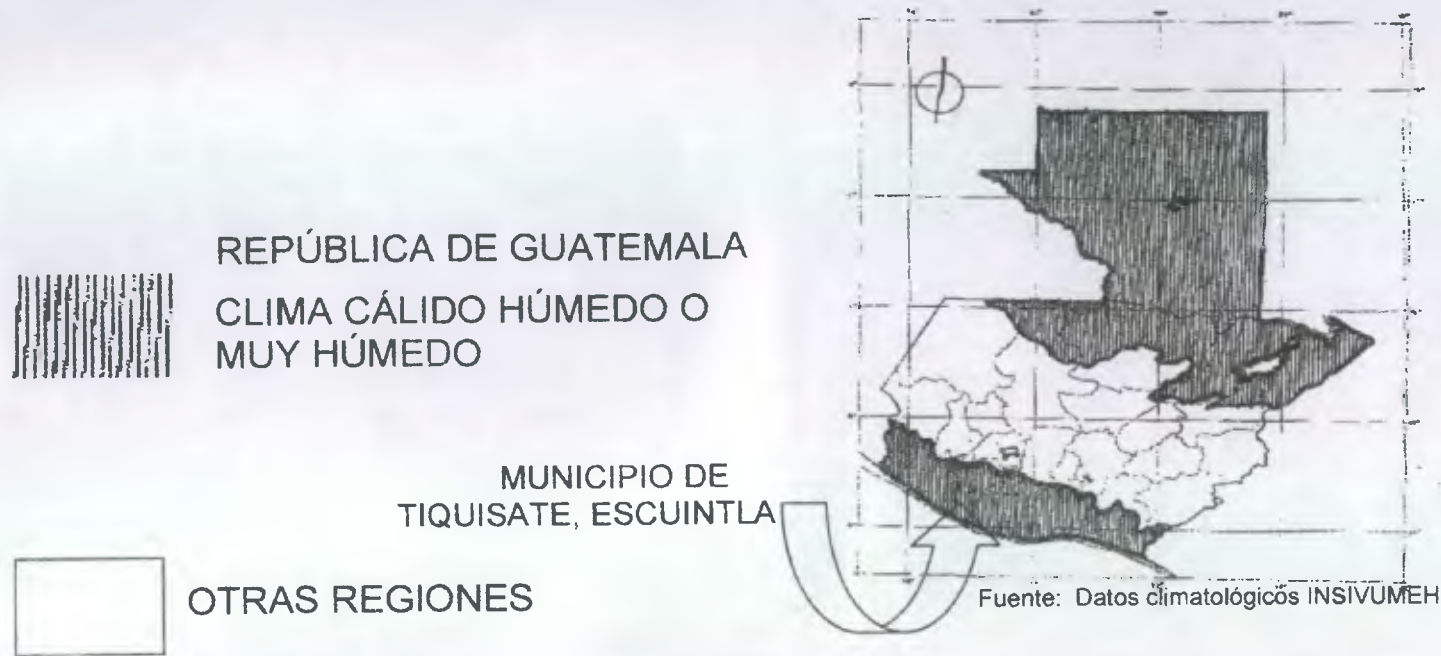 REPÚBLICA DE GUATEMALA
CLIMA CÁLIDO HÚMEDO O
MUY HÚMEDO
MUNICIPIO DE
TIQUISATE, ESCUINTLA
OTRAS REGIONES
Fuente: Datos climatológicos INSIVUMEH